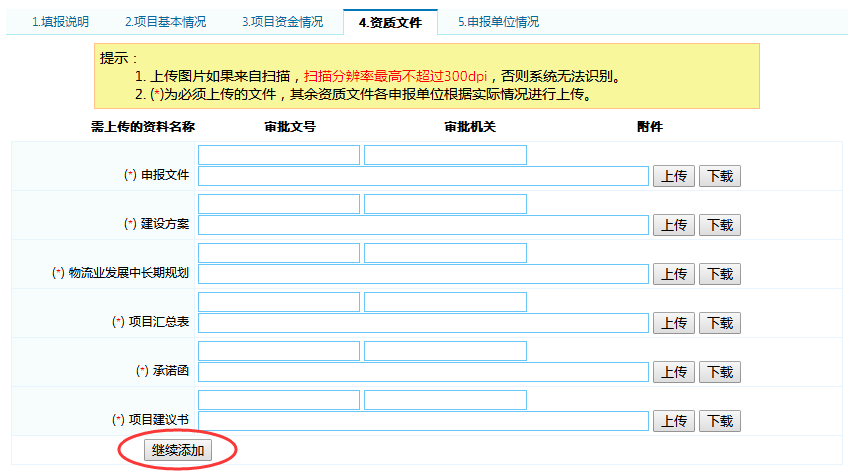 1.填报说明 2.项目基本情况 3.项目资金情况 4.资质文件 5.申报单位情况
提示：
1. 上传图片如果来自扫描，扫描分辨率最高不超过300dpi，否则系统无法识别。
2. (*)为必须上传的文件，其余资质文件各申报单位根据实际情况进行上传。
需上传的资料名称 审批文号 审批机关 附件
(*) 申报文件 上传 下载
(*) 建设方案 上传 下载
(*) 物流业发展中长期规划 上传 下载
(*) 项目汇总表 上传 下载
(*) 承诺函 上传 下载
(*) 项目建议书 上传 下载
继续添加